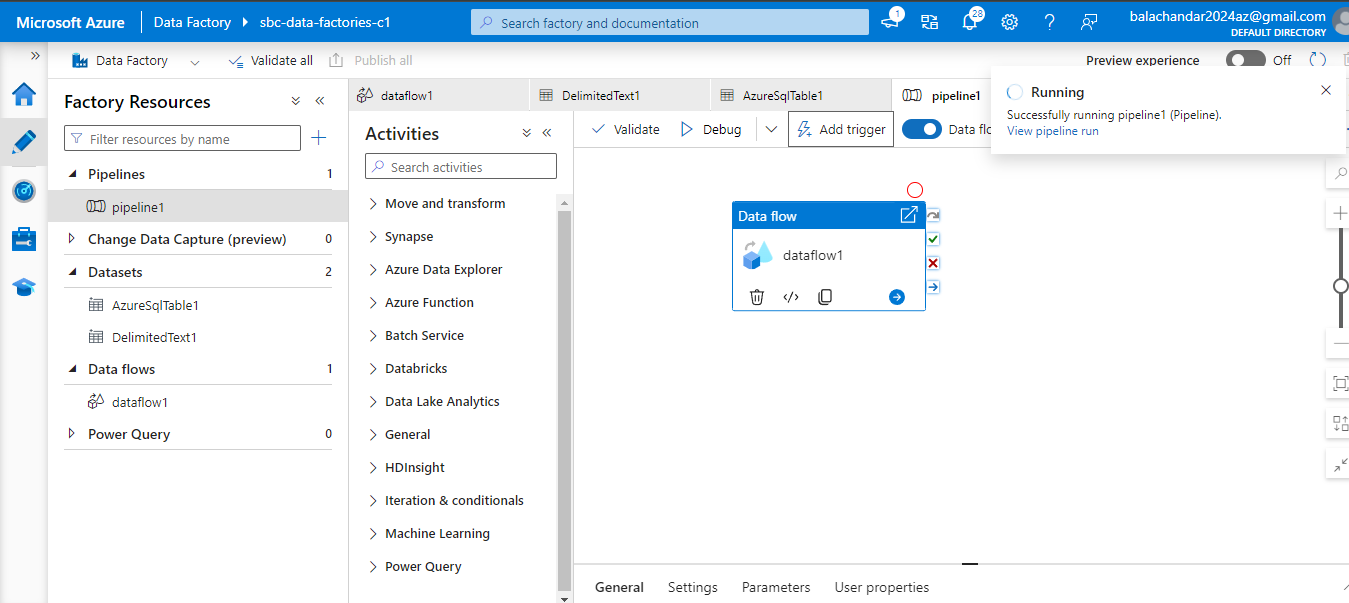 Microsoft Azure
Data Factory
sbc-data-factories-c1
Search factory and documentation
1
28
balachandar2024az@gmail.com
DEFAULT DIRECTORY
Data Factory
Validate all
Publish all
Preview experience
Off
Factory Resources
Filter resources by name
Pipelines 1
pipeline1
Change Data Capture (preview) 0
Datasets 2
AzureSqlTable1
DelimitedText1
Data flows 1
dataflow1
Power Query 0
dataflow1
DelimitedText1
AzureSqlTable1
pipeline1
Activities
Search activities
Move and transform
Synapse
Azure Data Explorer
Azure Function
Batch Service
Databricks
Data Lake Analytics
General
HDInsight
Iteration & conditionals
Machine Learning
Power Query
Validate
Debug
Add trigger
Data flo
Running
Successfully running pipeline1 (Pipeline).
View pipeline run
Data flow
dataflow1
General
Settings
Parameters
User properties